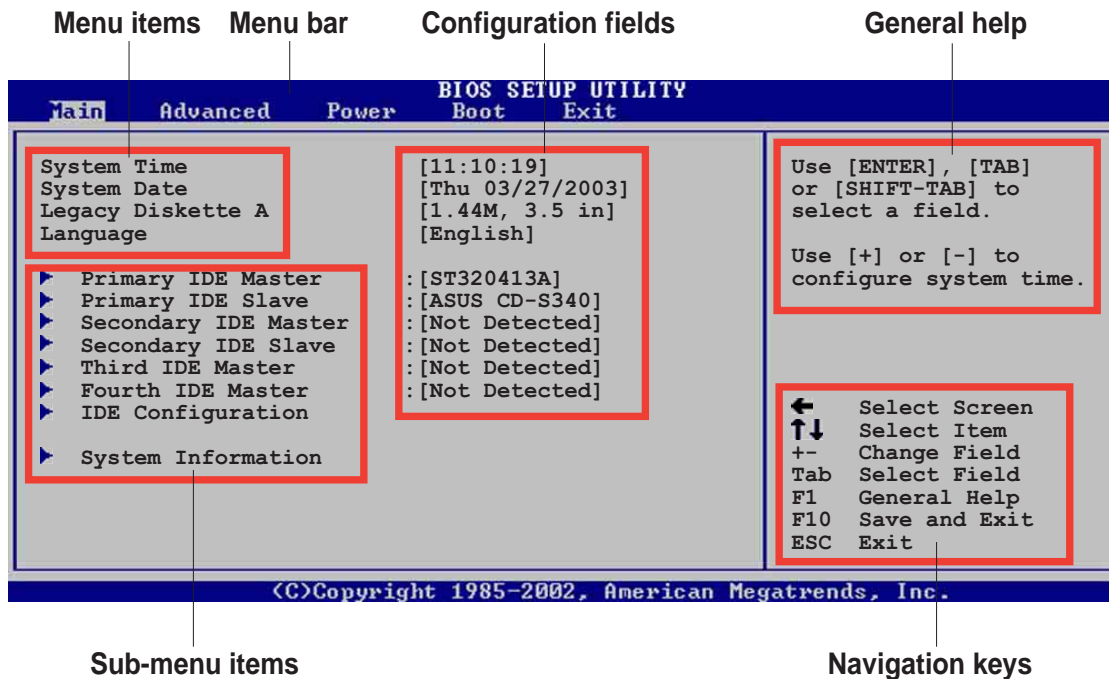 Menu items Menu bar Configuration fields General help
BIOS SETUP UTILITY
Main Advanced Power Boot Exit
System Time [11:10:19]
System Date [Thu 03/27/2003]
Legacy Diskette A [1.44M, 3.5 in]
Language [English]
Primary IDE Master :[ST320413A]
Primary IDE Slave :[ASUS CD-S340]
Secondary IDE Master :[Not Detected]
Secondary IDE Slave :[Not Detected]
Third IDE Master :[Not Detected]
Fourth IDE Master :[Not Detected]
IDE Configuration
System Information
Use [ENTER], [TAB]
or [SHIFT-TAB] to
select a field.
Use [+] or [-] to
configure system time.
← Select Screen
↑↓ Select Item
+- Change Field
Tab Select Field
F1 General Help
F10 Save and Exit
ESC Exit
(C)Copyright 1985-2002, American Megatrends, Inc.
Sub-menu items Navigation keys